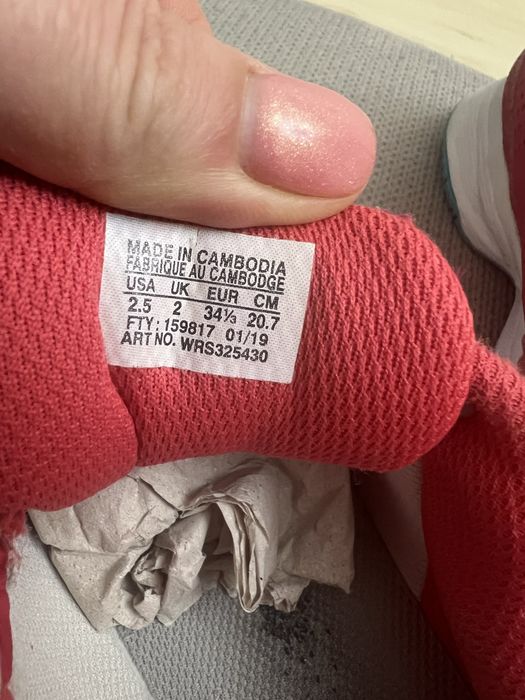 MADE IN CAMBODIA
FABRIQUE AU CAMBODGE
USA UK EUR CM
2.5 2 34⅓ 20.7
FTY: 159817 01/19
ART NO. WRS325430